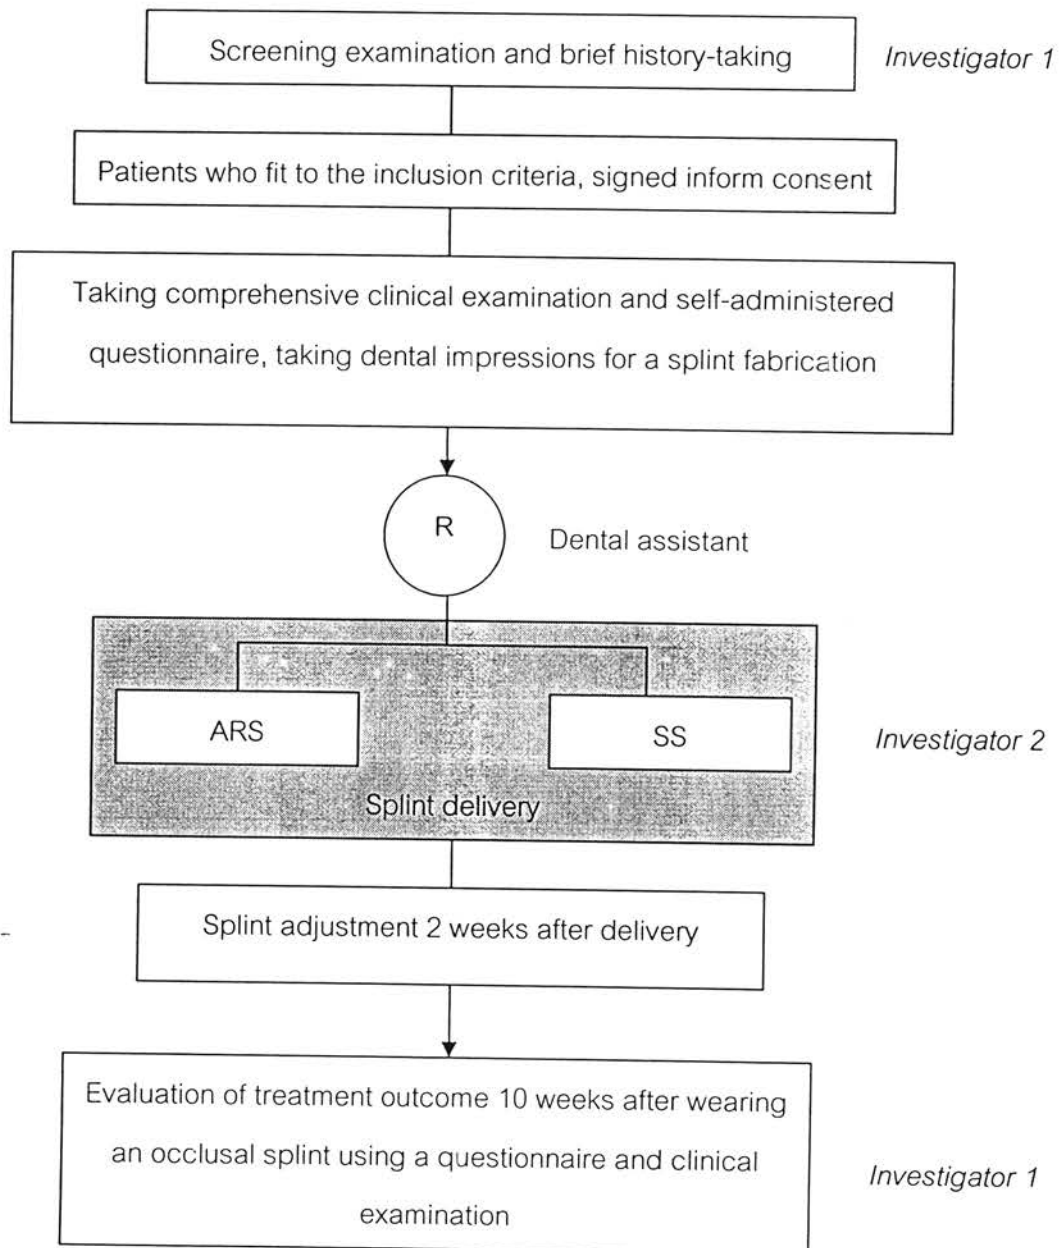 Screening examination and brief history-taking
Investigator 1
Patients who fit to the inclusion criteria, signed inform consent
Taking comprehensive clinical examination and self-administered
questionnaire, taking dental impressions for a splint fabrication
R
Dental assistant
ARS
SS
Investigator 2
Splint delivery
Splint adjustment 2 weeks after delivery
Evaluation of treatment outcome 10 weeks after wearing
an occlusal splint using a questionnaire and clinical
examination
Investigator 1